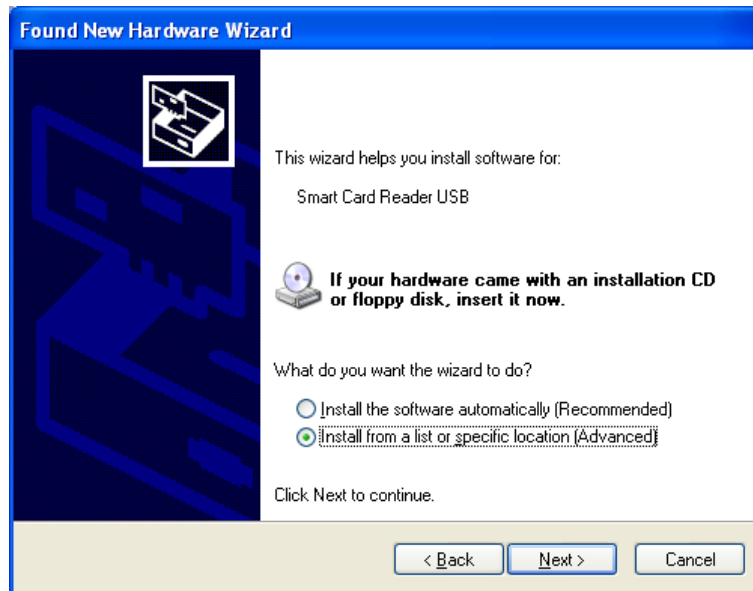 Found New Hardware Wizard
This wizard helps you install software for:
Smart Card Reader USB
If your hardware came with an installation CD
or floppy disk, insert it now.
What do you want the wizard to do?
Install the software automatically (Recommended)
Install from a list or specific location (Advanced)
Click Next to continue.
< Back Next > Cancel